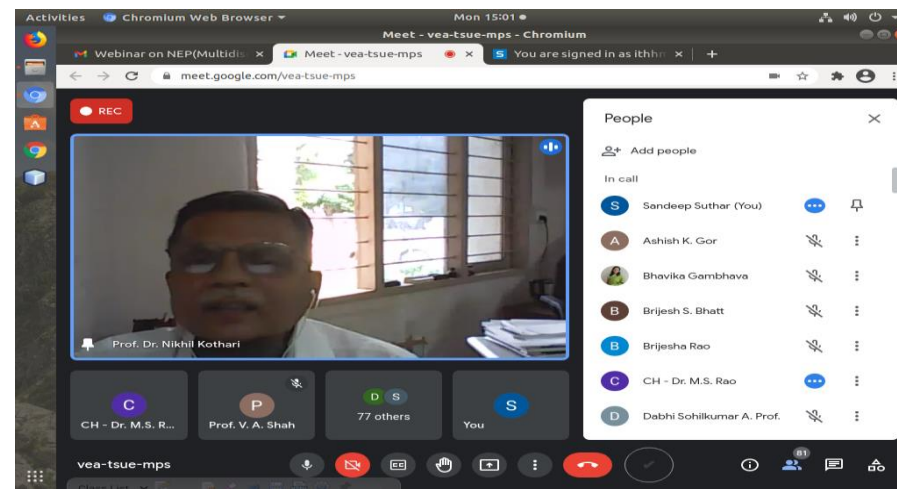 Activities Chromium Web Browser Mon 15:01
Meet - vea-tsue-mps - Chromium
Webinar on NEP(Multidis Meet - vea-tsue-mps You are signed in as ithh
meet.google.com/vea-tsue-mps
REC
Prof. Dr. Nikhil Kothari
C
CH - Dr. M.S. R...
P
Prof. V. A. Shah
D S
77 others
S
You
People
Add people
In call
S Sandeep Suthar (You)
A Ashish K. Gor
Bhavika Gambhava
B Brijesh S. Bhatt
B Brijesha Rao
C CH - Dr. M.S. Rao
D Dabhi Sohilkumar A. Prof.
vea-tsue-mps
CC
81